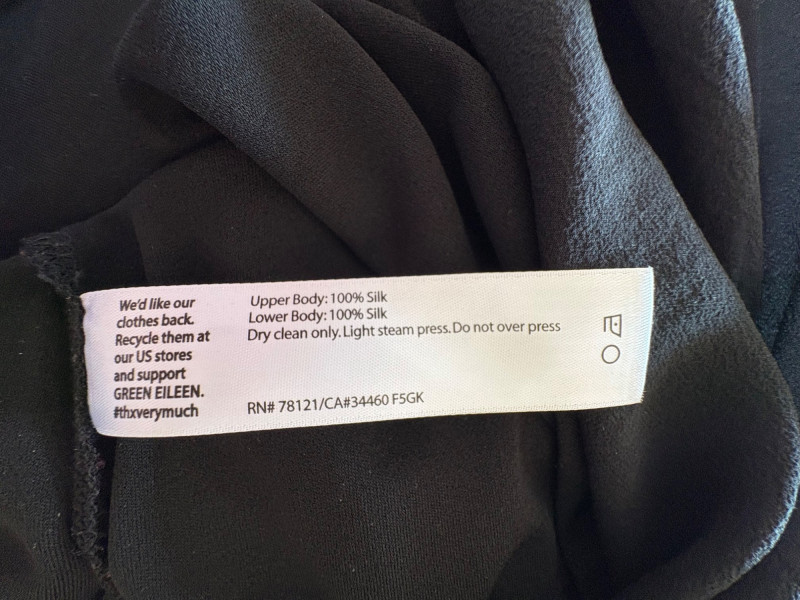 We'd like our
clothes back.
Recycle them at
our US stores
and support
GREEN EILEEN.
#thxverymuch
Upper Body: 100% Silk
Lower Body: 100% Silk
Dry clean only. Light steam press. Do not over press
RN# 78121/CA#34460 F5GK